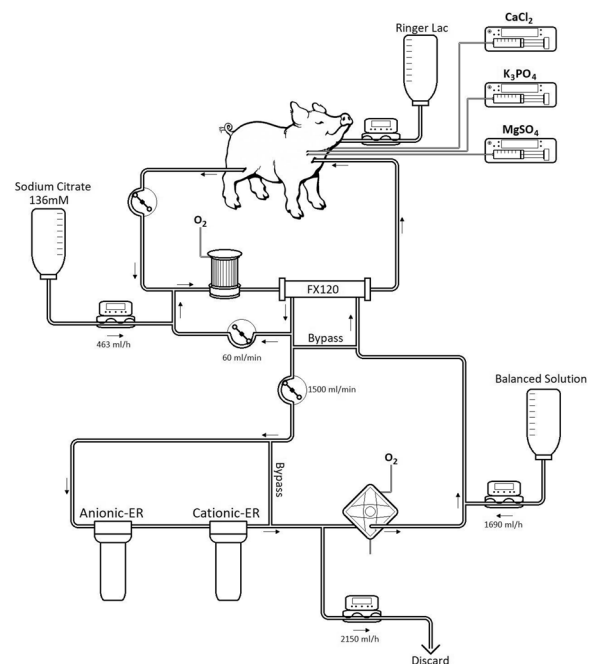 CaCl2
Ringer Lac
K3PO4
MgSO4
Sodium Citrate
136mM
O2
FX120
463 ml/h
60 ml/min
Bypass
1500 ml/min
Balanced Solution
Bypass
O2
Anionic-ER
Cationic-ER
1690 ml/h
2150 ml/h
Discard